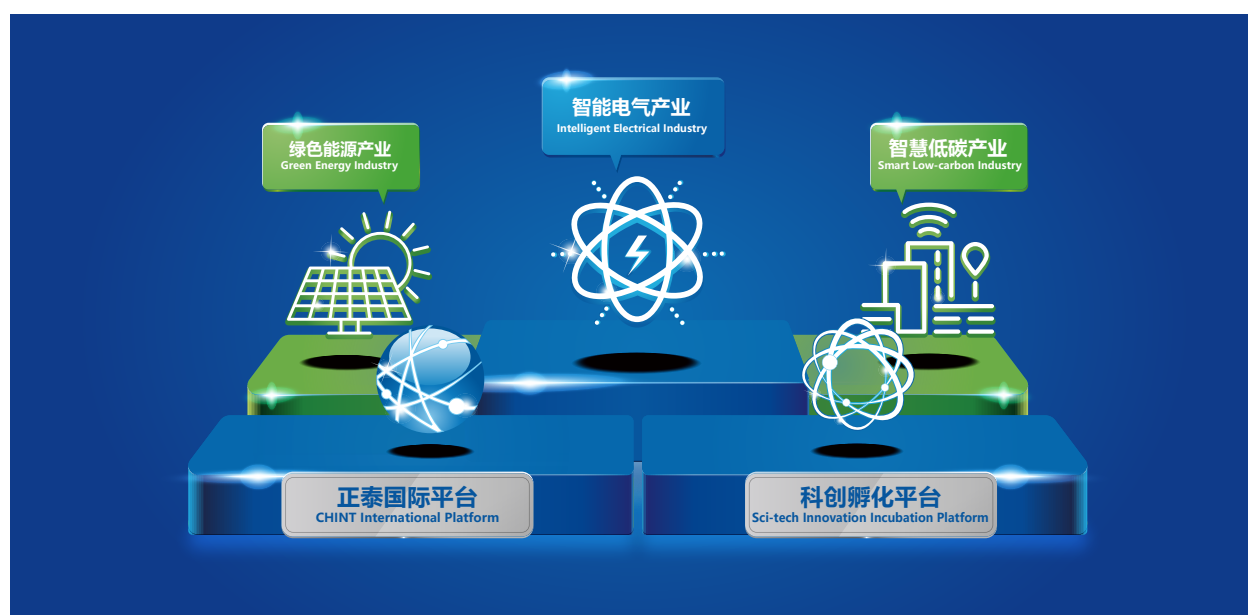 智能电气产业
Intelligent Electrical Industry
绿色能源产业
Green Energy Industry
智慧低碳产业
Smart Low-carbon Industry
正泰国际平台
CHINT International Platform
科创孵化平台
Sci-tech Innovation Incubation Platform